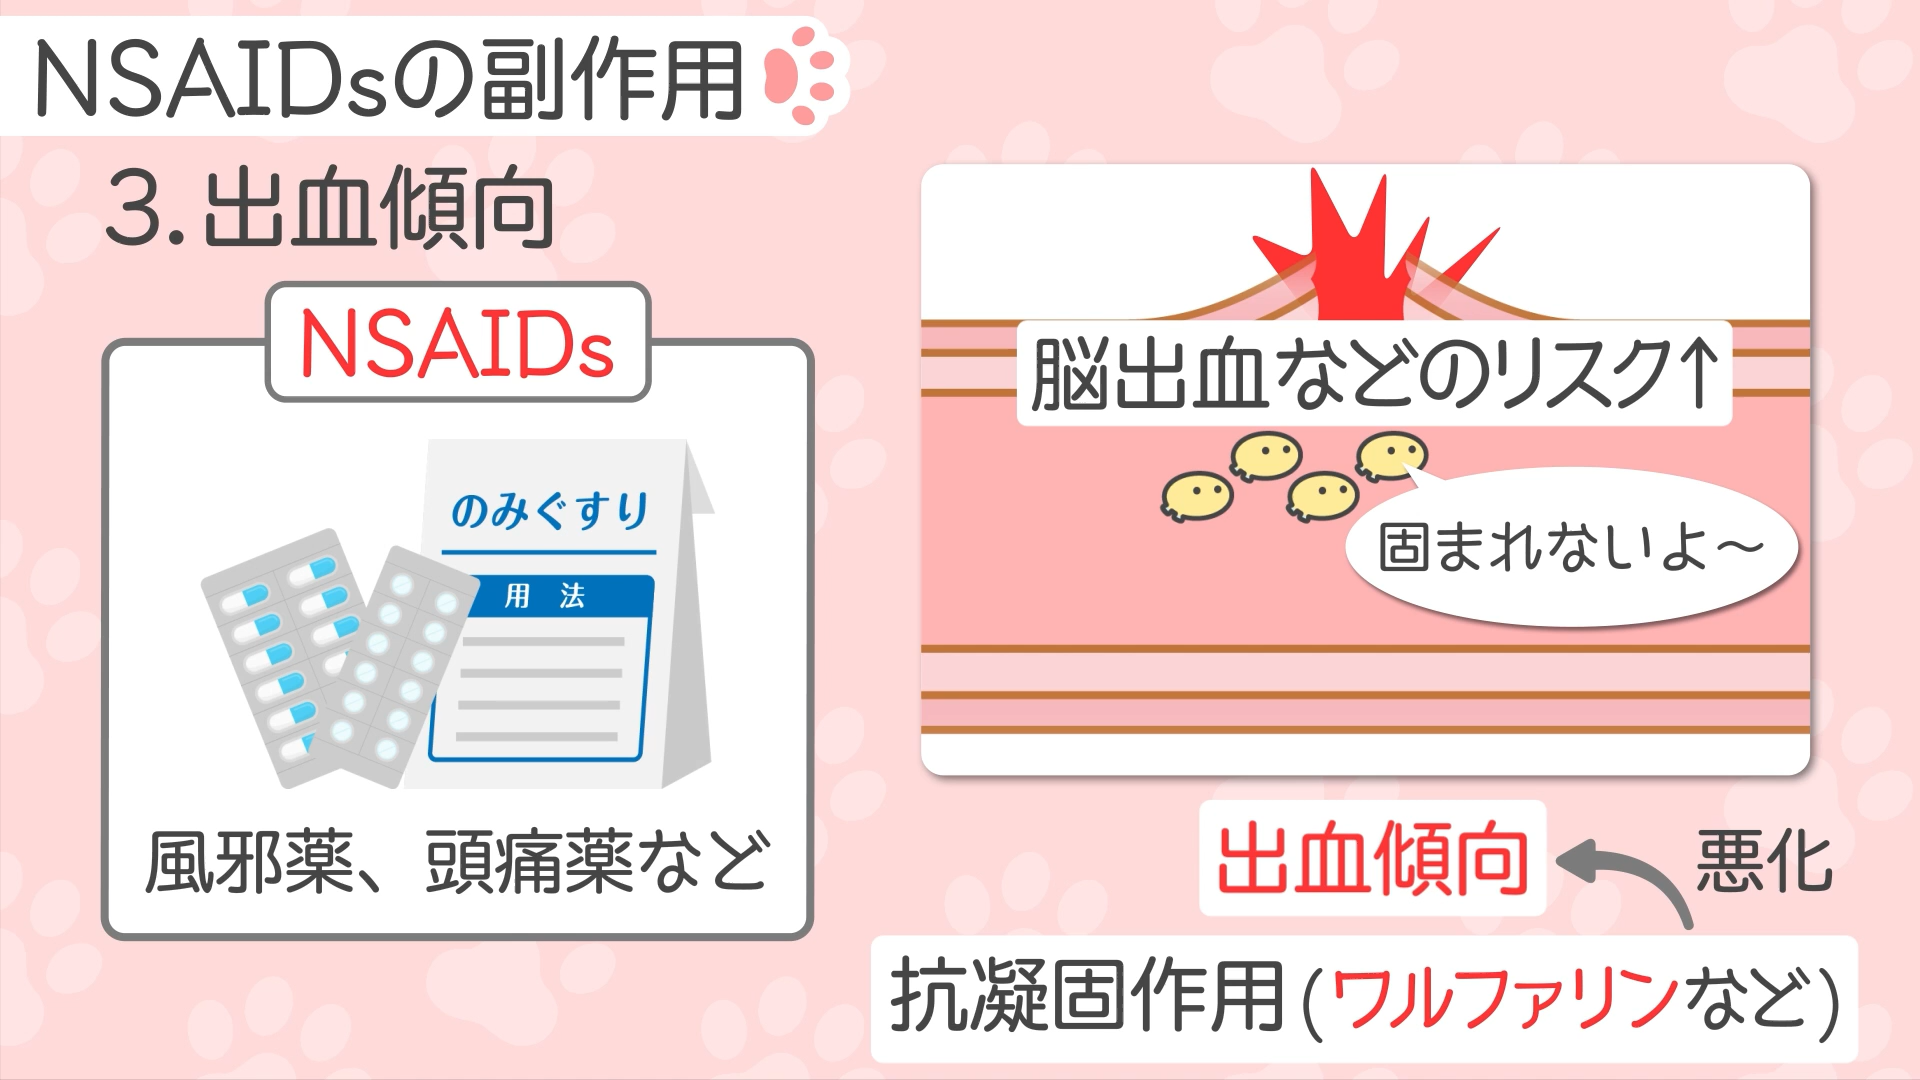 NSAIDsの副作用
3.出血傾向
NSAIDs
のみぐすり
用 法
風邪薬、頭痛薬など
脳出血などのリスク↑
固まれないよ～
出血傾向
悪化
抗凝固作用(ワルファリンなど)